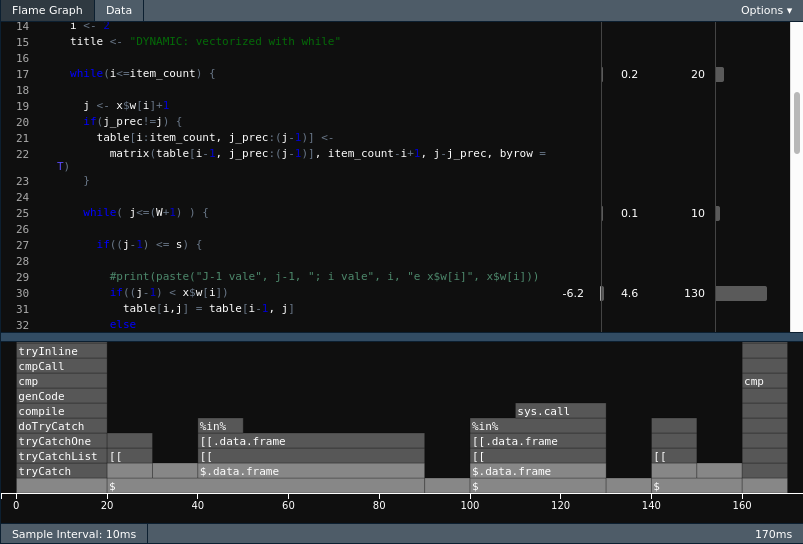 Flame Graph Data Options ▾
14 i <- 2
15 title <- "DYNAMIC: vectorized with while"
16
17 while(i<=item_count) { 0.2 20
18
19 j <- x$w[i]+1
20 if(j_prec!=j) {
21 table[i:item_count, j_prec:(j-1)] <-
22 matrix(table[i-1, j_prec:(j-1)], item_count-i+1, j-j_prec, byrow =
T)
23 }
24
25 while( j<=(W+1) ) { 0.1 10
26
27 if((j-1) <= s) {
28
29 #print(paste("J-1 vale", j-1, "; i vale", i, "e x$w[i]", x$w[i]))
30 if((j-1) < x$w[i]) -6.2 4.6 130
31 table[i,j] = table[i-1, j]
32 else
tryInline
cmpCall
cmp cmp
genCode
compile sys.call
doTryCatch %in% %in%
tryCatchOne [[.data.frame [[.data.frame
tryCatchList [[ [[ [[ [[
tryCatch $.data.frame $.data.frame
$ $ $
0 20 40 60 80 100 120 140 160
Sample Interval: 10ms 170ms